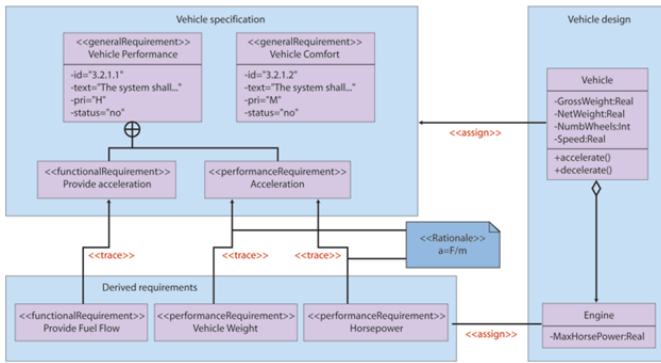 Vehicle specification
<<generalRequirement>>
Vehicle Performance
-id="3.2.1.1"
-text="The system shall..."
-pri="H"
-status="no"
<<generalRequirement>>
Vehicle Comfort
-id="3.2.1.2"
-text="The system shall..."
-pri="M"
-status="no"
<<functionalRequirement>>
Provide acceleration
<<performanceRequirement>>
Acceleration
<<assign>>
Vehicle design
Vehicle
-GrossWeight:Real
-NetWeight:Real
-NumbWheels:Int
-Speed:Real
+accelerate()
+decelerate()
<<trace>>
<<trace>>
<<trace>>
<<Rationale>>
a=F/m
Derived requirements
<<functionalRequirement>>
Provide Fuel Flow
<<performanceRequirement>>
Vehicle Weight
<<performanceRequirement>>
Horsepower
<<assign>>
Engine
-MaxHorsePower:Real